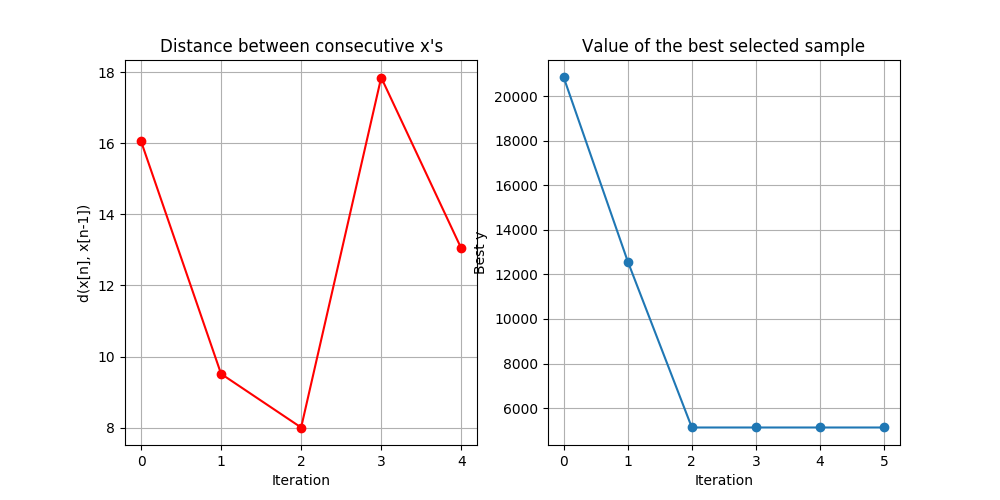 Distance between consecutive x's
18
16
14
12
10
8
d(x[n], x[n-1])
0 1 2 3 4
Iteration
Value of the best selected sample
20000
18000
16000
14000
12000
10000
8000
6000
Best y
0 1 2 3 4 5
Iteration